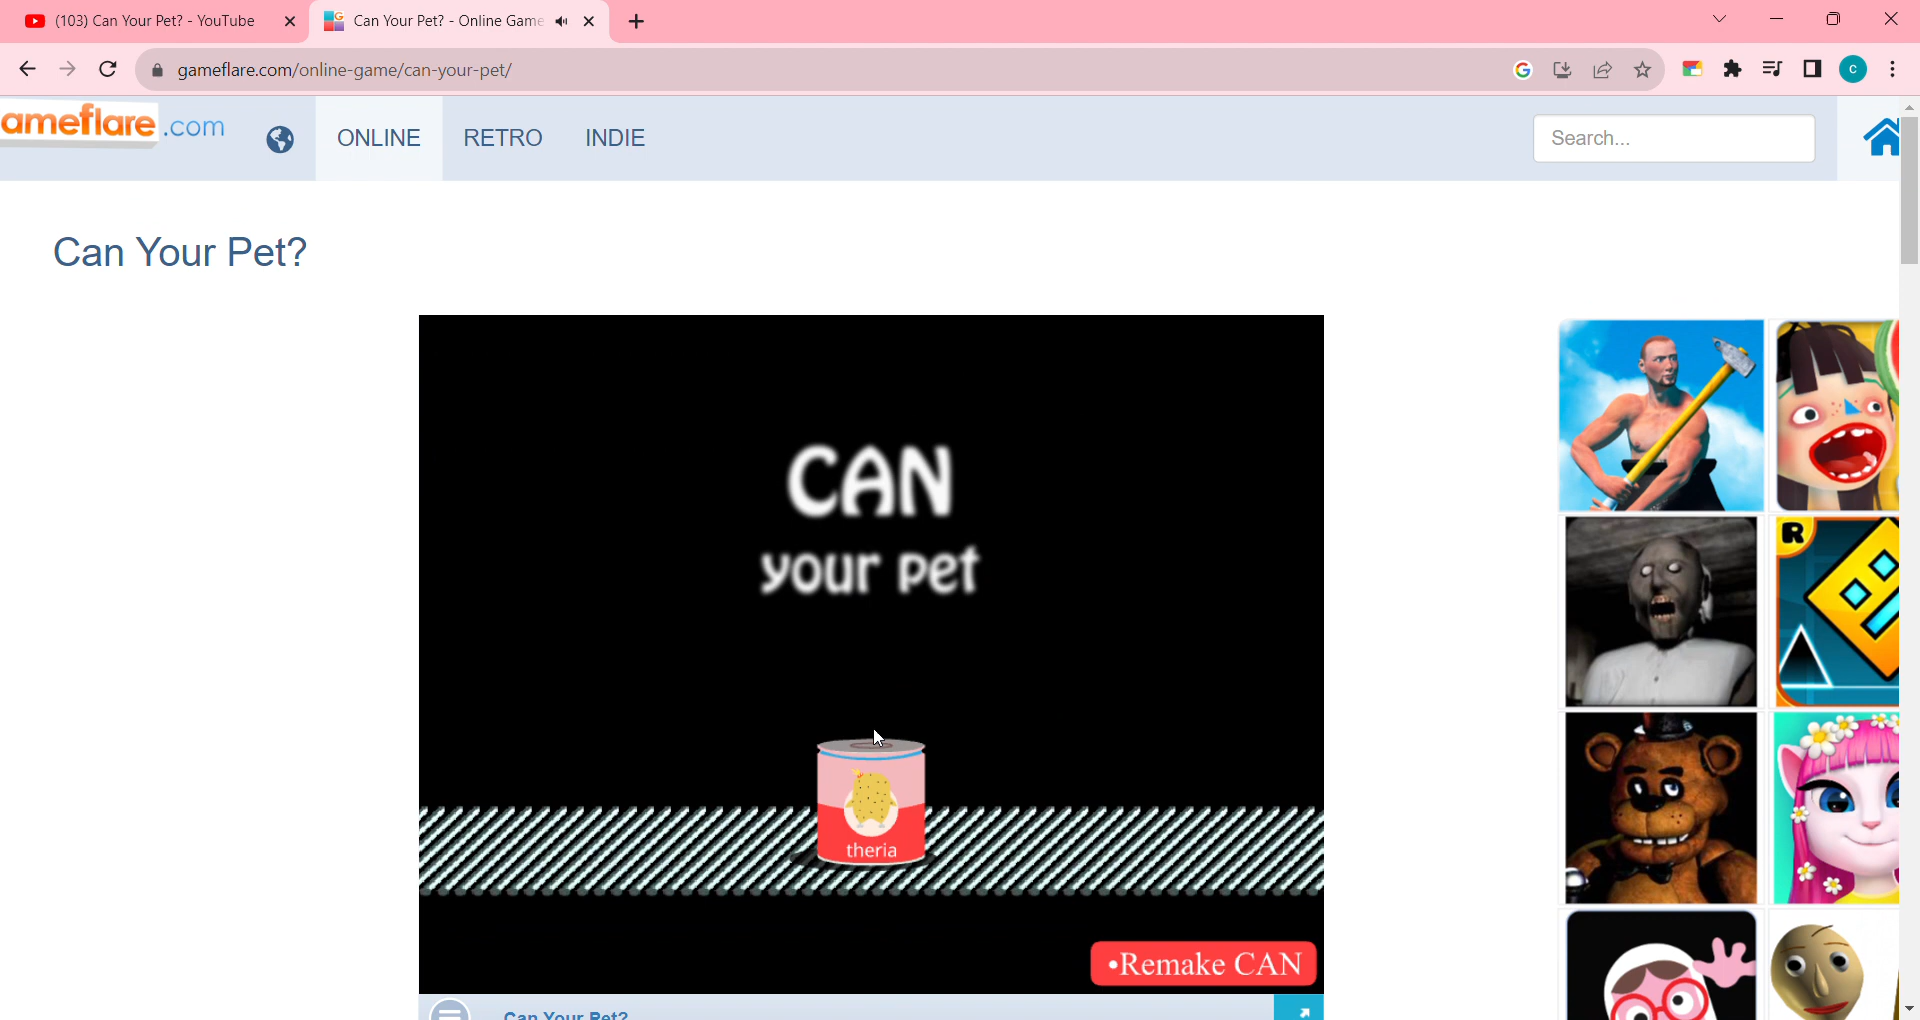 (103) Can Your Pet? - YouTube
Can Your Pet? - Online Game
gameflare.com/online-game/can-your-pet/
G
c
ameflare.com
ONLINE
RETRO
INDIE
Search...
Can Your Pet?
CAN
your pet
theria
•Remake CAN
R
Can Your Pet?